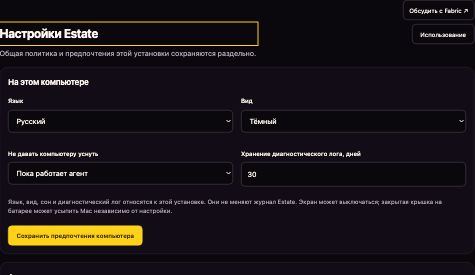 Обсудить с Fabric ↗
Настройки Estate
Использование
Общая политика и предпочтения этой установки сохраняются раздельно.
На этом компьютере
Язык
Вид
Русский
Тёмный
Не давать компьютеру уснуть
Хранение диагностического лога, дней
Пока работает агент
30
Язык, вид, сон и диагностический лог относятся к этой установке. Они не меняют журнал Estate. Экран может выключаться; закрытая крышка на
батарее может усыпить Mac независимо от настройки.
Сохранить предпочтения компьютера